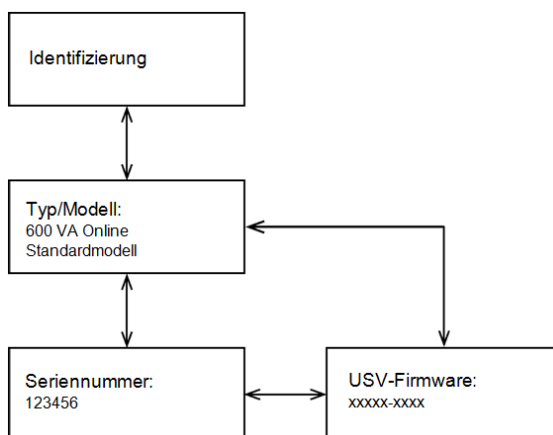 Identifizierung
Typ/Modell:
600 VA Online
Standardmodell
Seriennummer:
123456
USV-Firmware:
xxxxx-xxxx